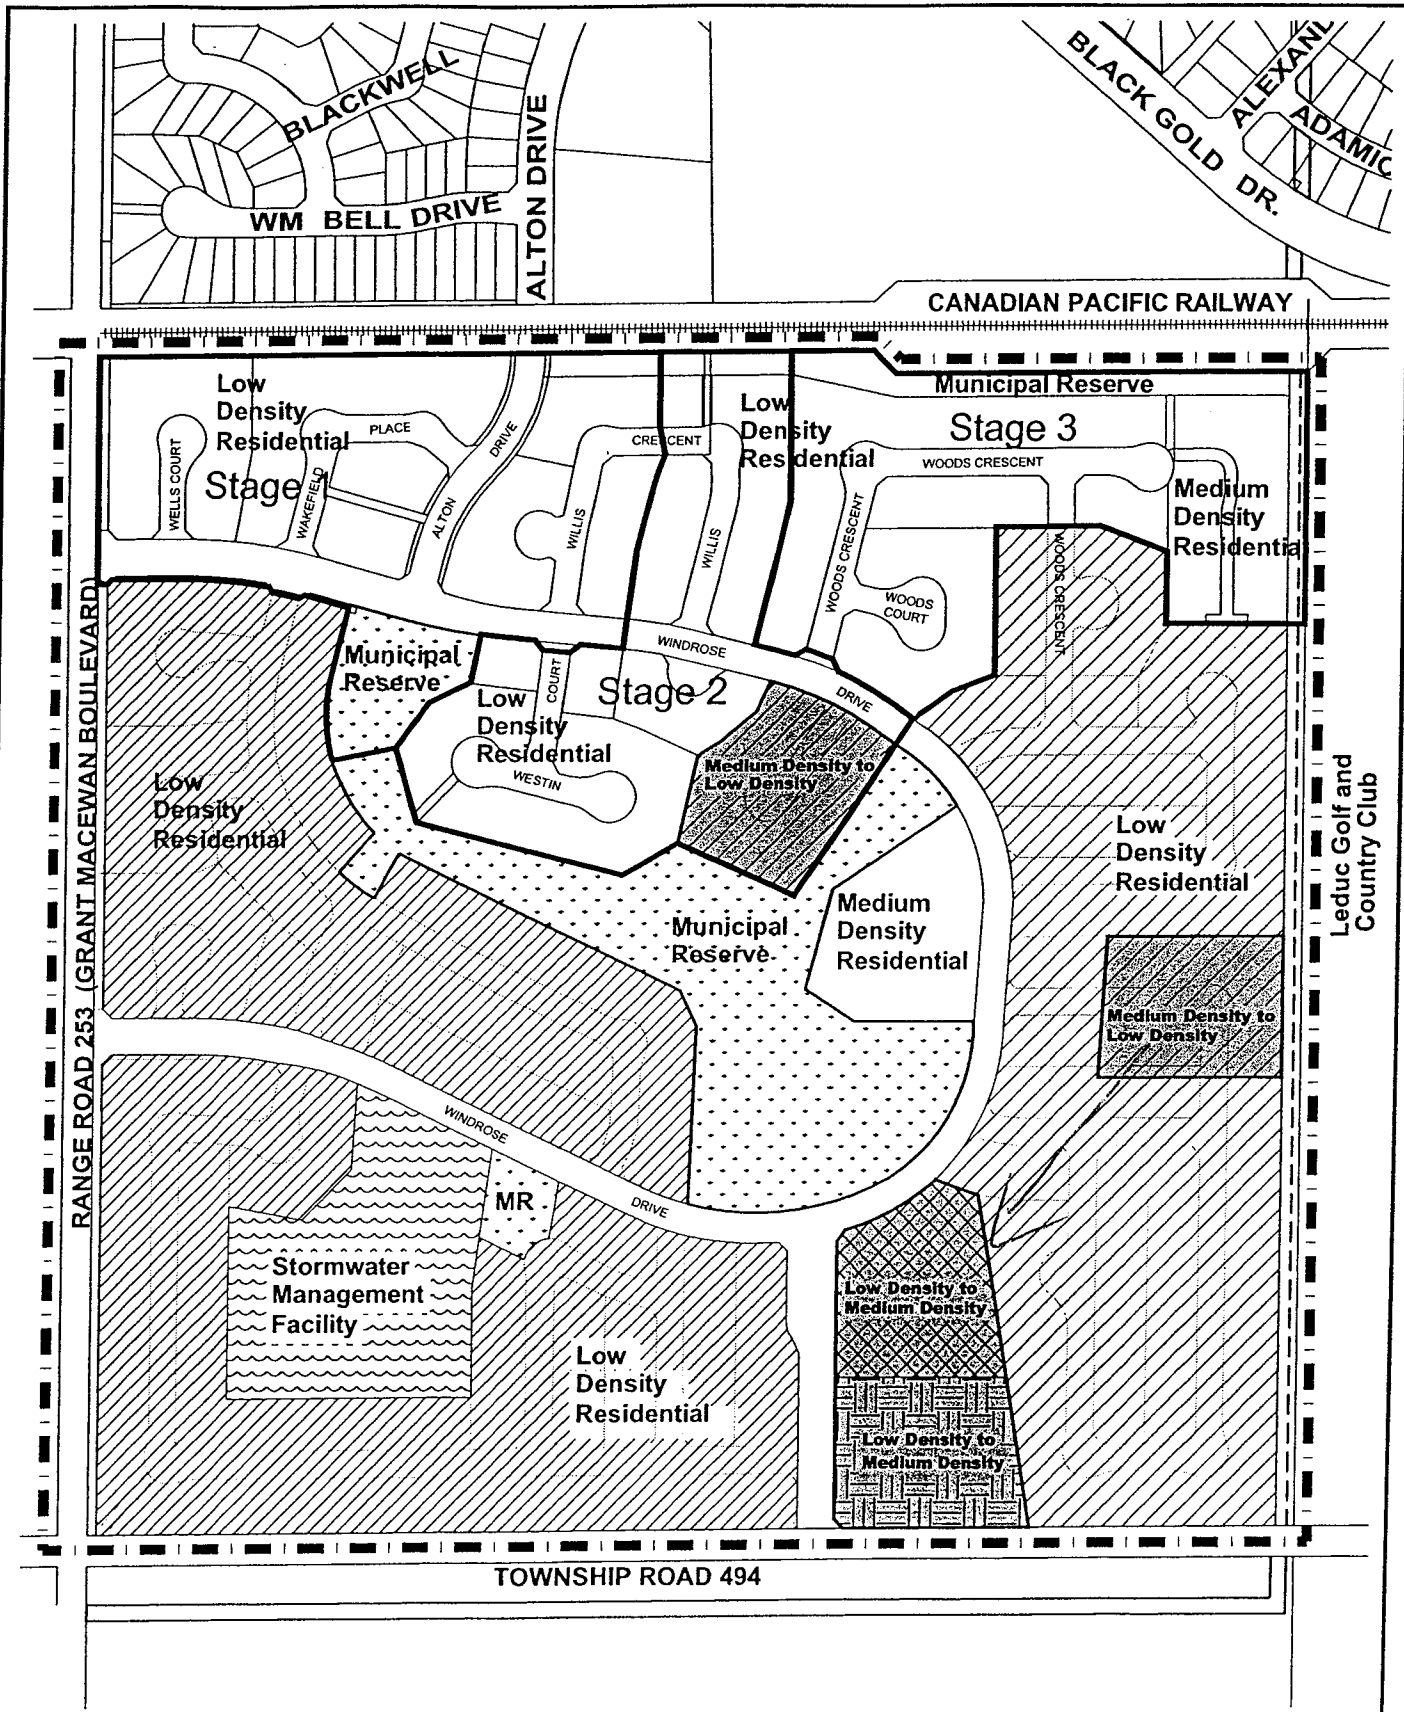 BLACKWELL
WM BELL DRIVE
ALTON DRIVE
BLACK GOLD DR.
ADAMIC
CANADIAN PACIFIC RAILWAY
Municipal Reserve
Low
Density
Residential
Stage 1
WELLS COURT
WAKEFIELD
PLACE
ALTON
DRIVE
WILLIS
CRESCENT
WILLIS
Low
Density
Residential
Stage 3
WOODS CRESCENT
WOODS CRESCENT
WOODS
COURT
WOODS CRESCENT
Medium
Density
Residential
WINDROSE
DRIVE
Municipal
Reserve
COURT
Stage 2
Low
Density
Residential
WESTIN
Medium Density to
Low Density
Low
Density
Residential
Low
Density
Residential
Leduc Golf and
Country Club
RANGE ROAD 253 (GRANT MACEWAN BOULEVARD)
Municipal
Reserve
Medium
Density
Residential
Medium Density to
Low Density
WINDROSE
DRIVE
MR
Stormwater
Management
Facility
Low
Density
Residential
Low Density to
Medium Density
Low Density to
Medium Density
TOWNSHIP ROAD 494